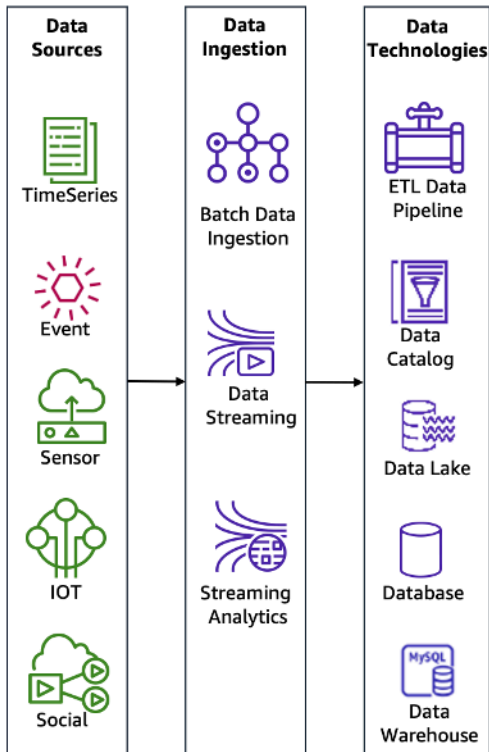 Data
Sources
TimeSeries
Event
Sensor
IOT
Social
Data
Ingestion
Batch Data
Ingestion
Data
Streaming
Streaming
Analytics
Data
Technologies
ETL Data
Pipeline
Data
Catalog
Data Lake
Database
MySQL
Data
Warehouse